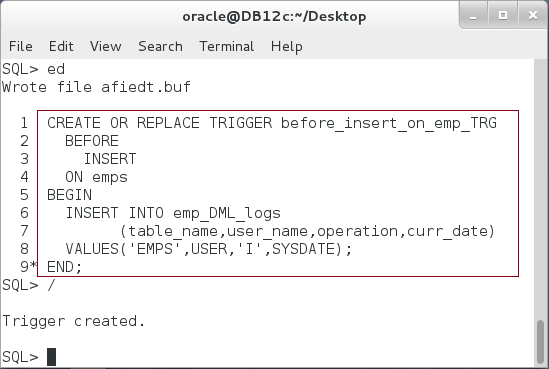 oracle@DB12c:~/Desktop
File Edit View Search Terminal Help
SQL> ed
Wrote file afiedt.buf
1 CREATE OR REPLACE TRIGGER before_insert_on_emp_TRG
2 BEFORE
3 INSERT
4 ON emps
5 BEGIN
6 INSERT INTO emp_DML_logs
7 (table_name,user_name,operation,curr_date)
8 VALUES('EMPS',USER,'I',SYSDATE);
9* END;
SQL> /
Trigger created.
SQL>